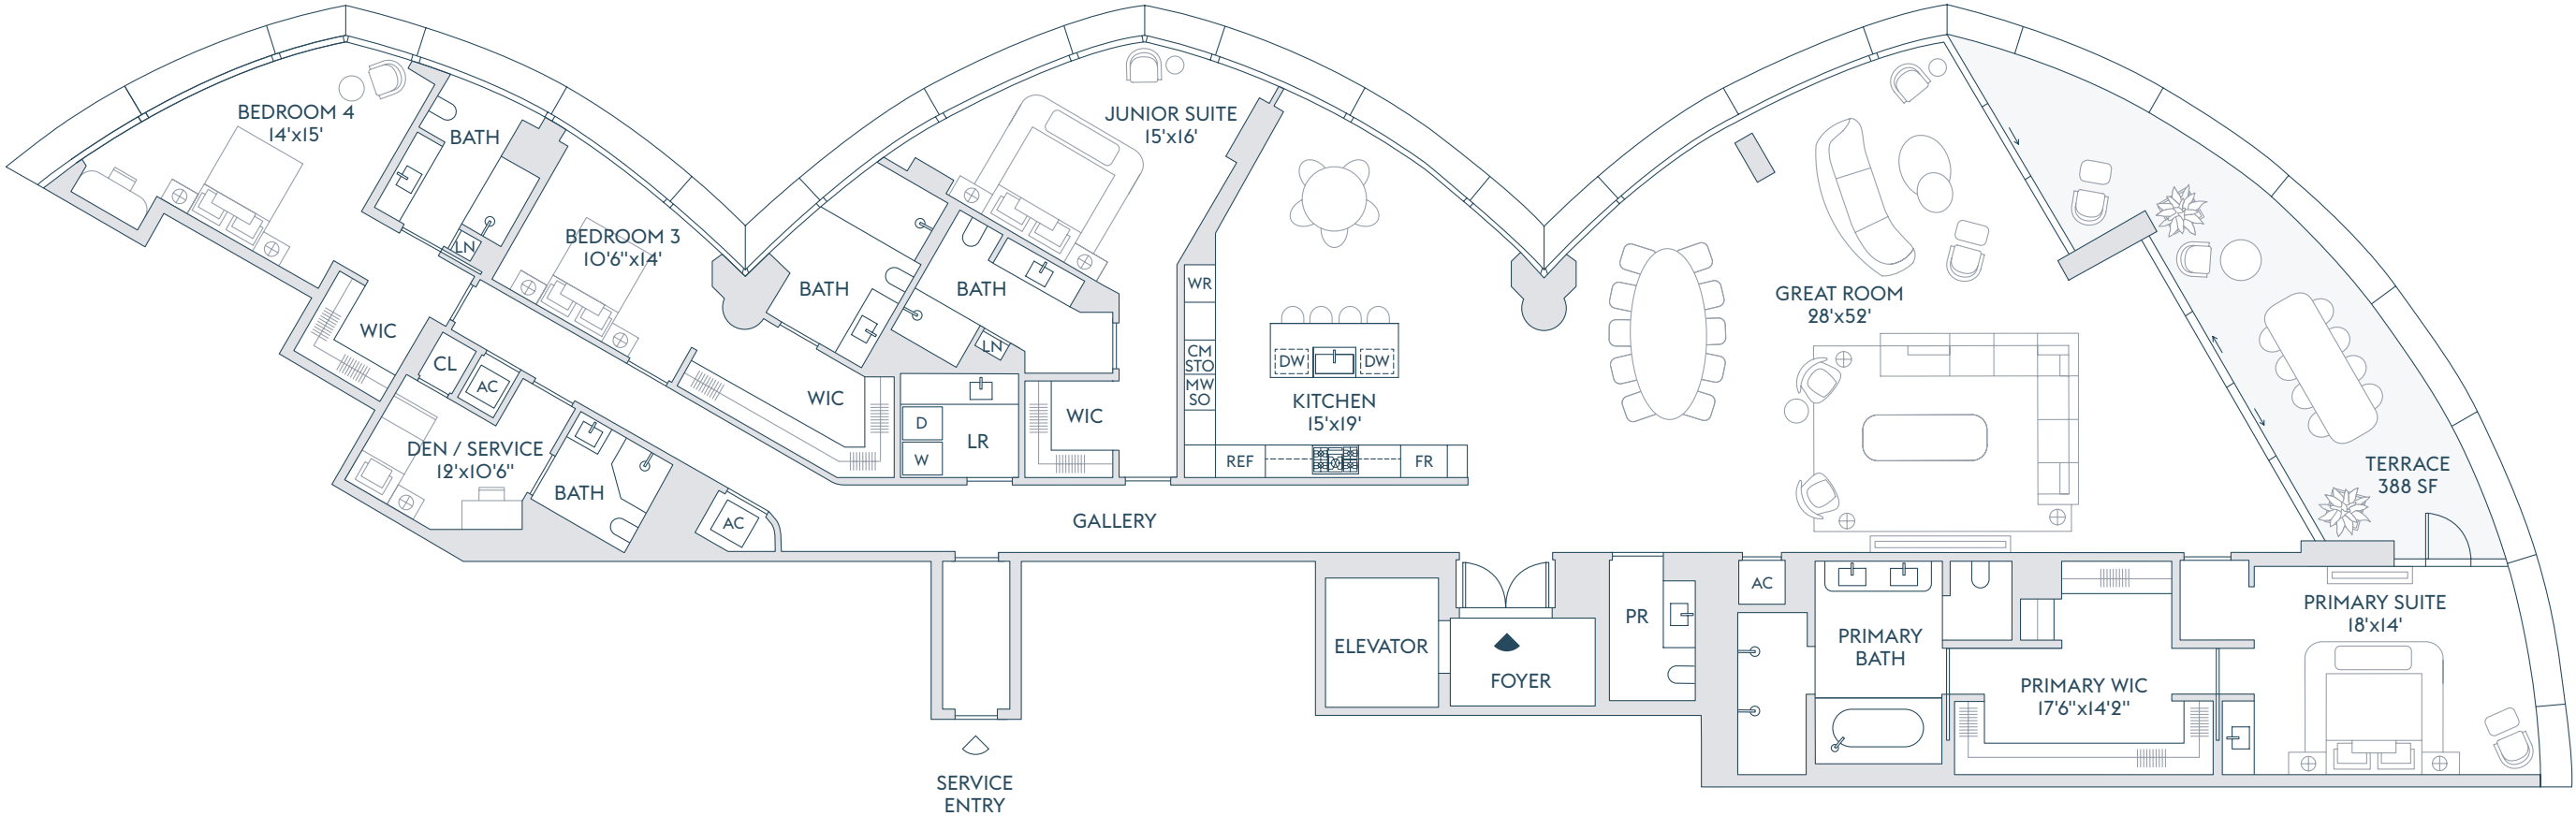 BEDROOM 4
14'x15'
BATH
LN
BEDROOM 3
10'6"x14'
WIC
CL
AC
DEN / SERVICE
12'x10'6"
BATH
AC
BATH
WIC
JUNIOR SUITE
15'x16'
BATH
LN
D
W
LR
WIC
WR
CM
STO
MW
SO
DW
DW
KITCHEN
15'x19'
REF
FR
GALLERY
GREAT ROOM
28'x52'
TERRACE
388 SF
SERVICE
ENTRY
ELEVATOR
FOYER
PR
AC
PRIMARY
BATH
PRIMARY WIC
17'6"x14'2"
PRIMARY SUITE
18'x14'